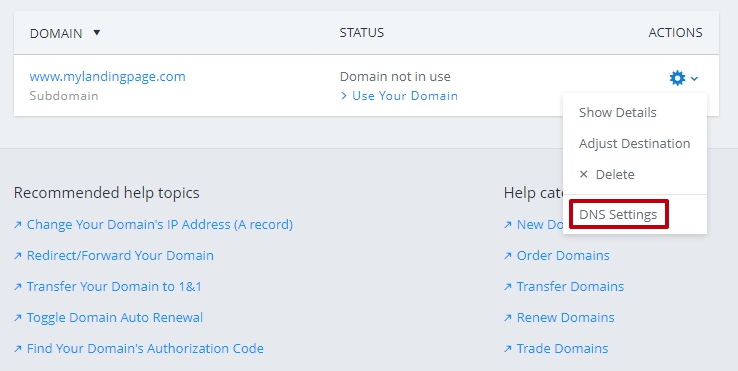 DOMAIN ▼ STATUS ACTIONS
www.mylandingpage.com Domain not in use
Subdomain > Use Your Domain
Show Details
Adjust Destination
× Delete
DNS Settings
Recommended help topics Help cat
Change Your Domain's IP Address (A record) New Do
Redirect/Forward Your Domain Order Domains
Transfer Your Domain to 1&1 Transfer Domains
Toggle Domain Auto Renewal Renew Domains
Find Your Domain's Authorization Code Trade Domains